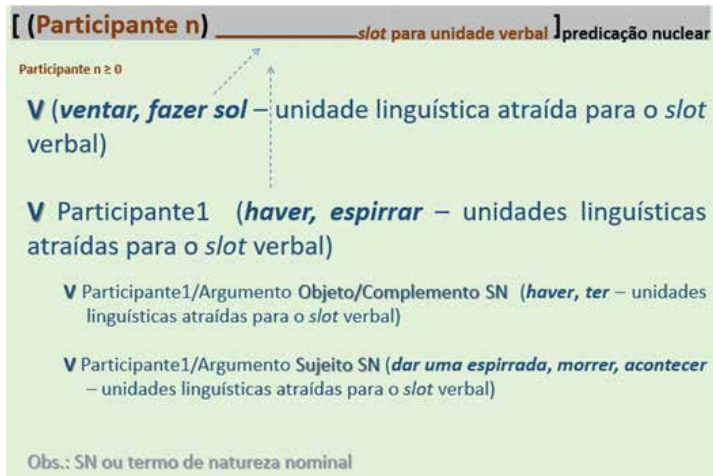 [ (Participante n) ____________________slot para unidade verbal ]predicação nuclear
Participante n ≥ 0
V (ventar, fazer sol – unidade linguística atraída para o slot
verbal)
V Participante1 (haver, espirrar – unidades linguísticas
atraídas para o slot verbal)
V Participante1/Argumento Objeto/Complemento SN (haver, ter – unidades
linguísticas atraídas para o slot verbal)
V Participante1/Argumento Sujeito SN (dar uma espirrada, morrer, acontecer
– unidades linguísticas atraídas para o slot verbal)
Obs.: SN ou termo de natureza nominal